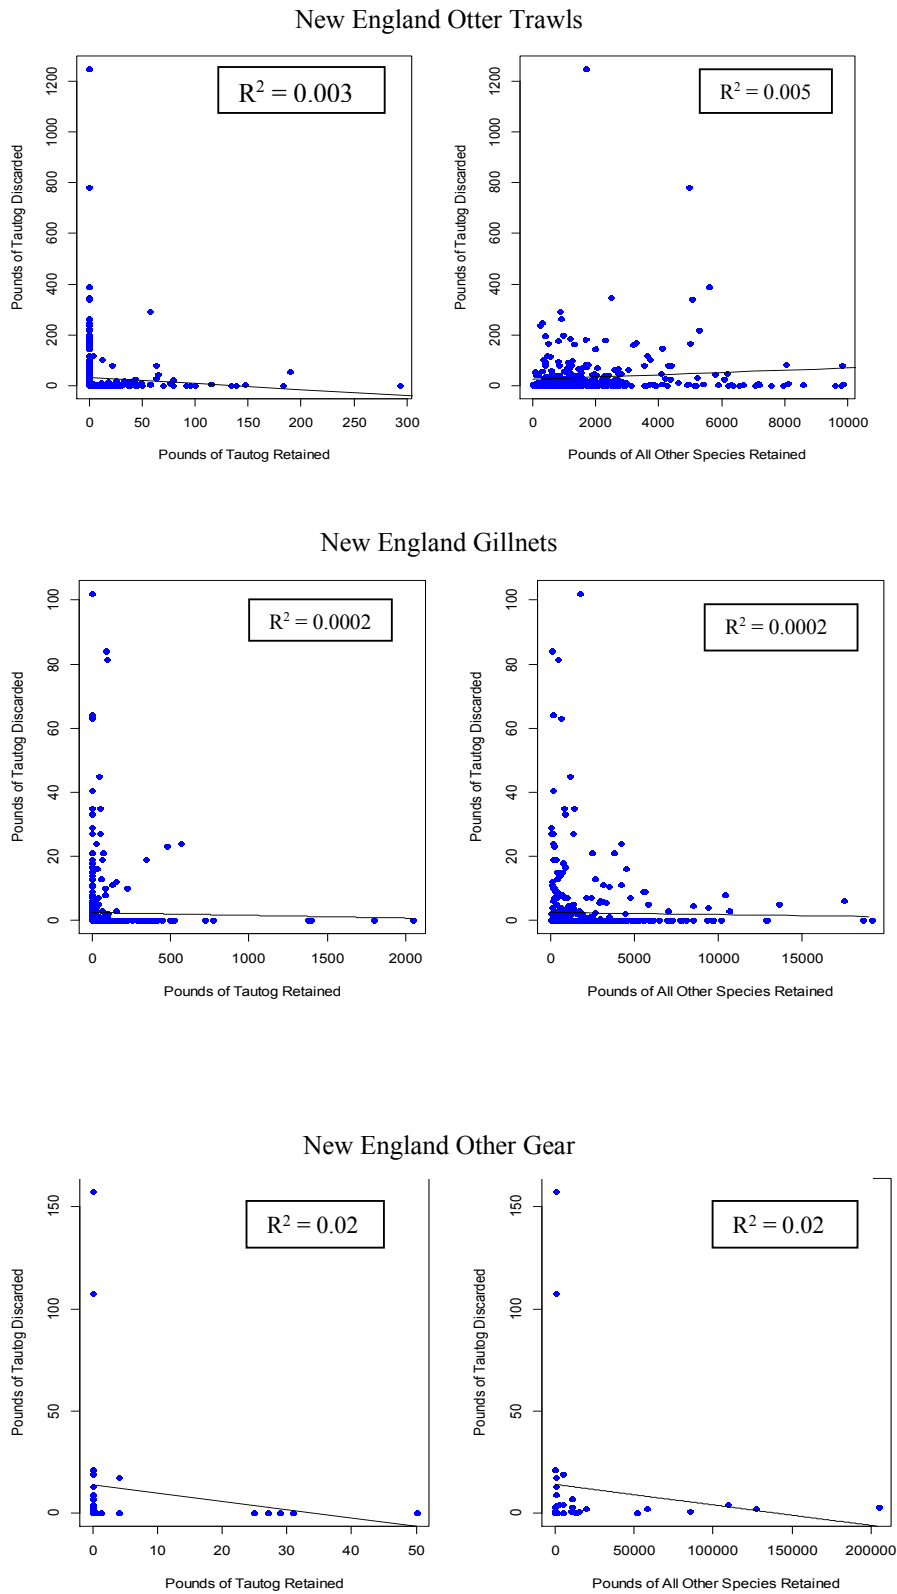 New England Otter Trawls
R² = 0.003
R² = 0.005
Pounds of Tautog Discarded
0 200 400 600 800 1000 1200
0 50 100 150 200 250 300
Pounds of Tautog Retained
Pounds of Tautog Discarded
0 200 400 600 800 1000 1200
0 2000 4000 6000 8000 10000
Pounds of All Other Species Retained
New England Gillnets
R² = 0.0002
R² = 0.0002
Pounds of Tautog Discarded
0 20 40 60 80 100
0 500 1000 1500 2000
Pounds of Tautog Retained
Pounds of Tautog Discarded
0 20 40 60 80 100
0 5000 10000 15000
Pounds of All Other Species Retained
New England Other Gear
R² = 0.02
R² = 0.02
Pounds of Tautog Discarded
0 50 100 150
0 10 20 30 40 50
Pounds of Tautog Retained
Pounds of Tautog Discarded
0 50 100 150
0 50000 100000 150000 200000
Pounds of All Other Species Retained